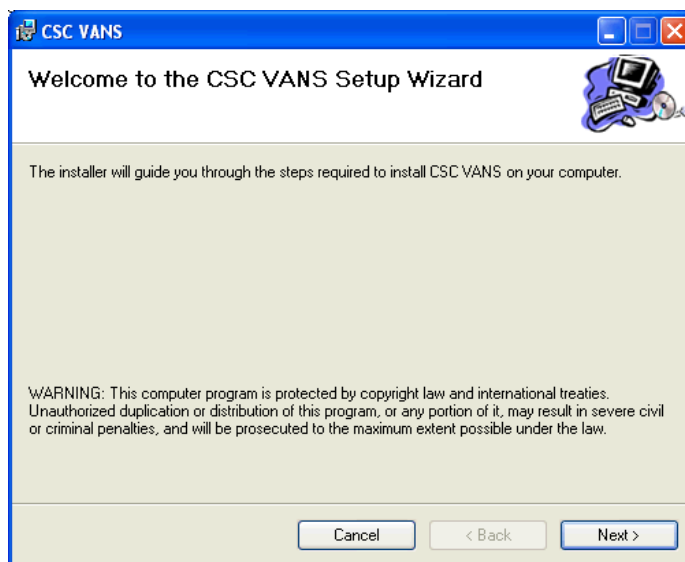 CSC VANS
Welcome to the CSC VANS Setup Wizard
The installer will guide you through the steps required to install CSC VANS on your computer.
WARNING: This computer program is protected by copyright law and international treaties.
Unauthorized duplication or distribution of this program, or any portion of it, may result in severe civil
or criminal penalties, and will be prosecuted to the maximum extent possible under the law.
Cancel < Back Next >